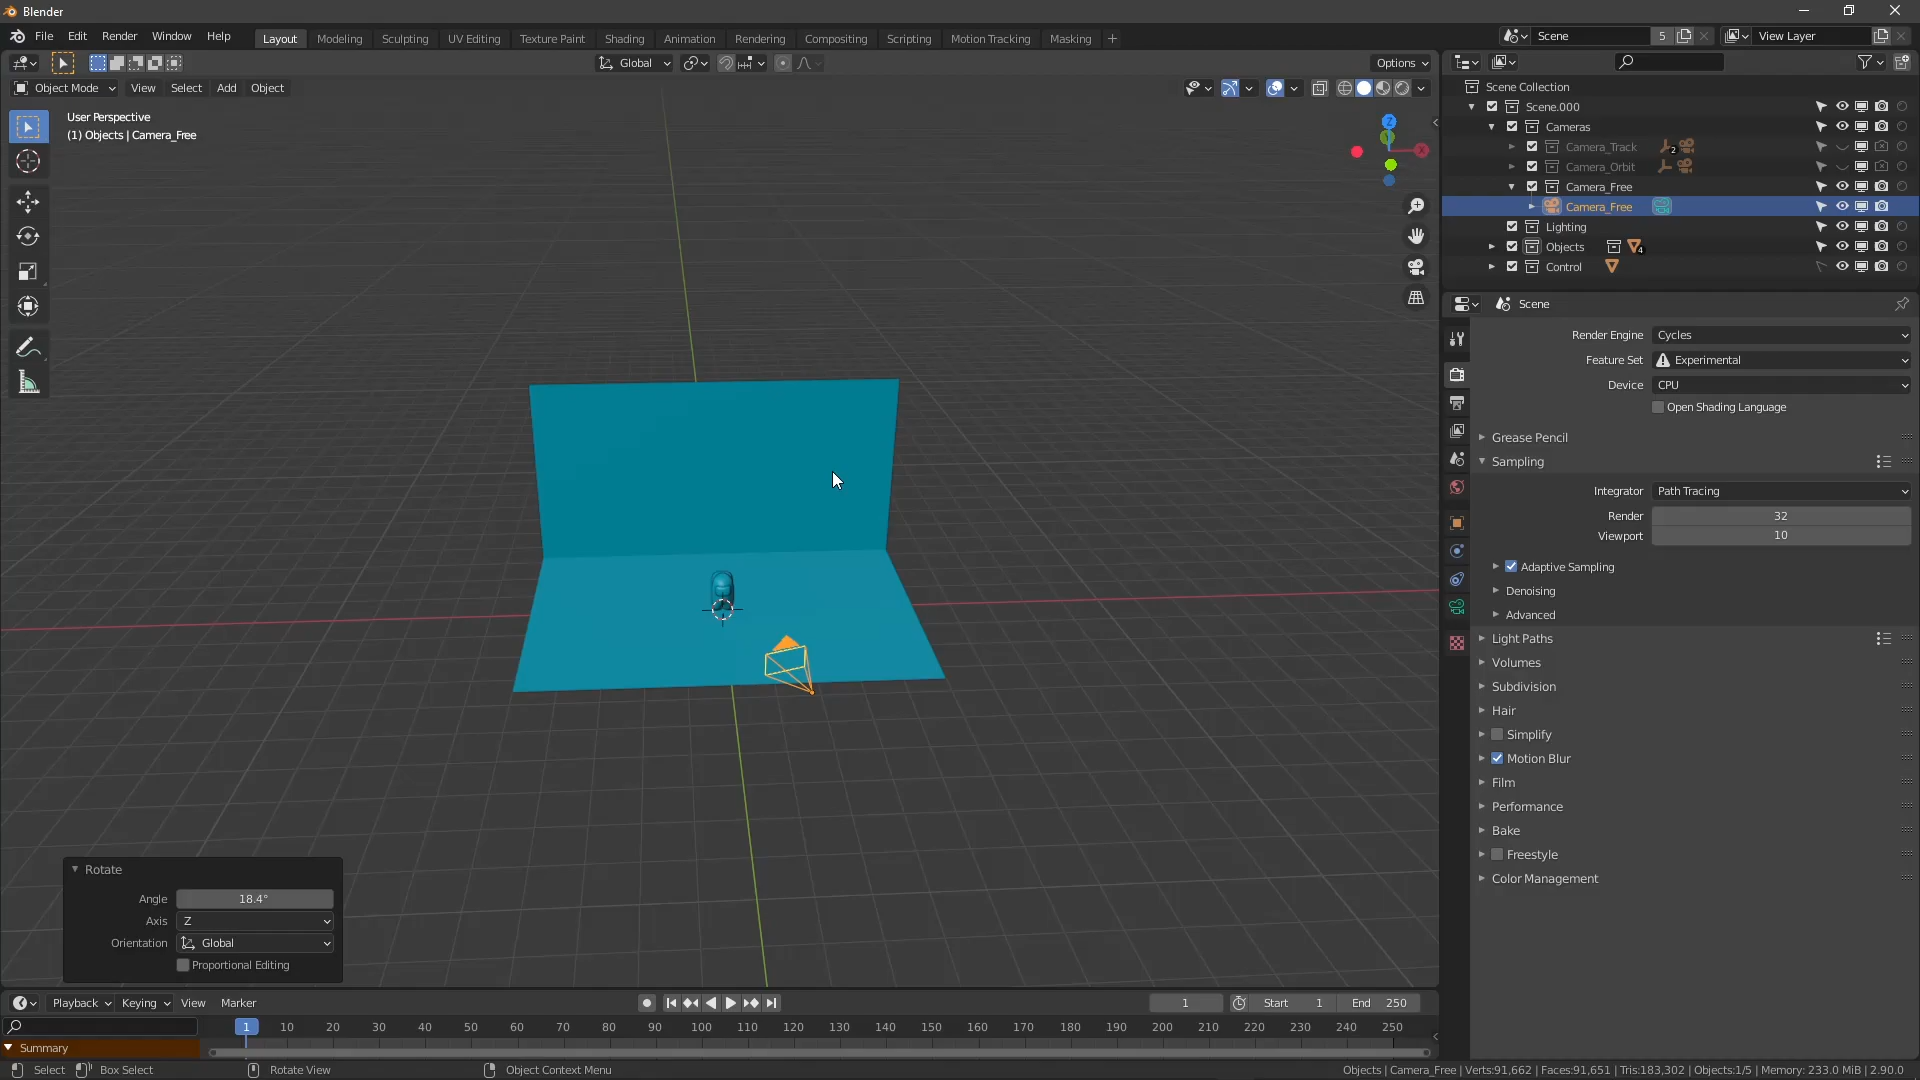 Blender
File Edit Render Window Help Layout Modeling Sculpting UV Editing Texture Paint Shading Animation Rendering Compositing Scripting Motion Tracking Masking + Scene 5 View Layer
Global Options
Object Mode View Select Add Object
User Perspective
(1) Objects | Camera_Free
Z
X
Scene Collection
Scene.000
Cameras
Camera_Track 2
Camera_Orbit
Camera_Free
Camera_Free
Lighting
Objects 4
Control
Scene
Render Engine Cycles
Feature Set Experimental
Device CPU
Open Shading Language
Grease Pencil
Sampling
Integrator Path Tracing
Render 32
Viewport 10
Adaptive Sampling
Denoising
Advanced
Light Paths
Volumes
Subdivision
Hair
Simplify
Motion Blur
Film
Performance
Bake
Freestyle
Color Management
Rotate
Angle 18.4°
Axis Z
Orientation Global
Proportional Editing
Playback Keying View Marker 1 Start 1 End 250
1 10 20 30 40 50 60 70 80 90 100 110 120 130 140 150 160 170 180 190 200 210 220 230 240 250
Summary
Select Box Select Rotate View Object Context Menu Objects | Camera_Free | Verts:91,662 | Faces:91,651 | Tris:183,302 | Objects:1/5 | Memory: 233.0 MiB | 2.90.0